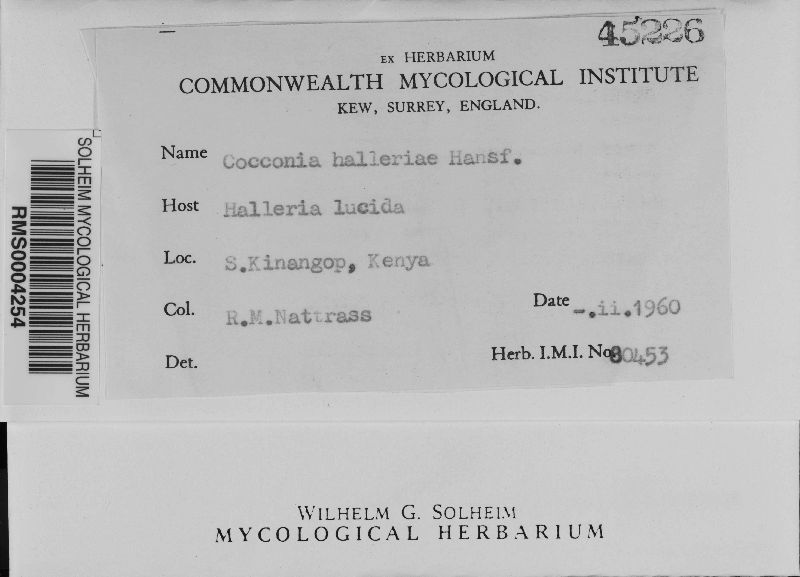 45226
EX HERBARIUM
COMMONWEALTH MYCOLOGICAL INSTITUTE
KEW, SURREY, ENGLAND.
Name Cocconia halleriae Hansf.
Host Halleria lucida
Loc. S.Kinangop, Kenya
Col. R.M.Nattrass
Date -.ii.1960
Det.
Herb. I.M.I. No. 80453
SOLHEIM MYCOLOGICAL HERBARIUM
RMS0004254
WILHELM G. SOLHEIM
MYCOLOGICAL HERBARIUM